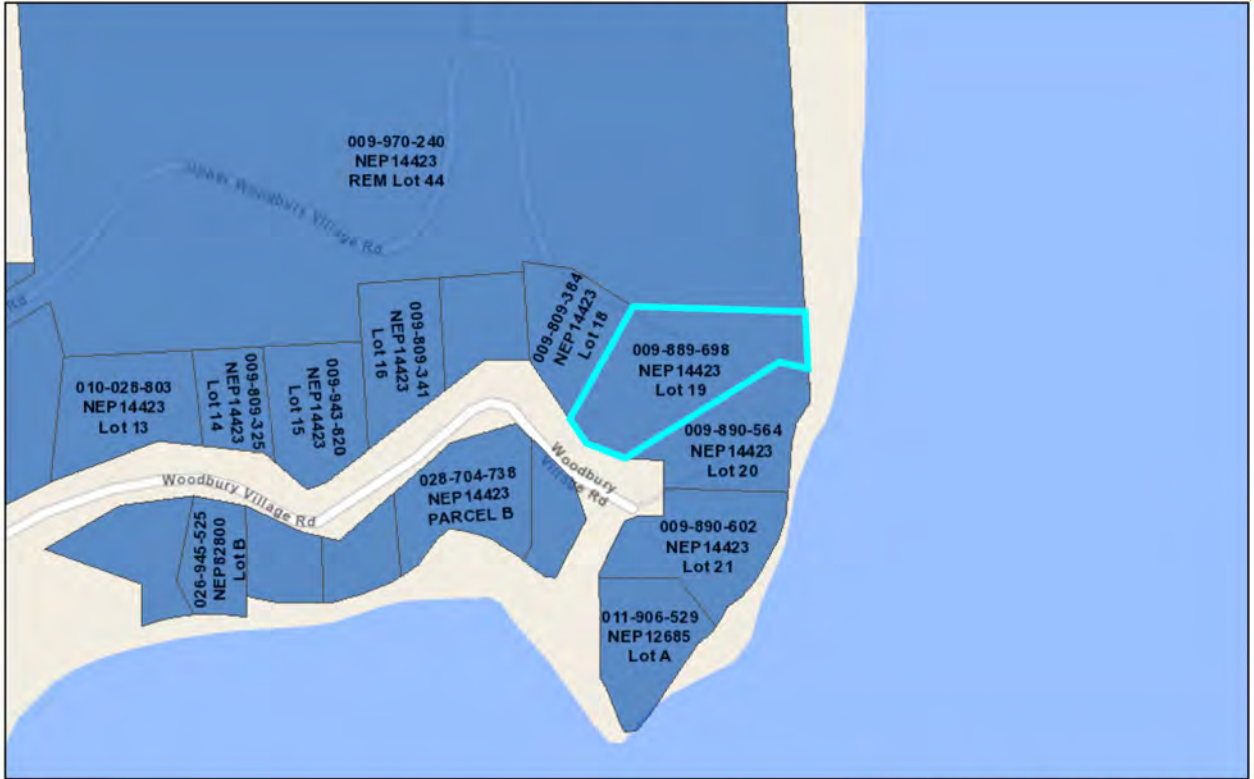 009-970-240
NEP14423
REM Lot 44
Upper Woodbury Village Rd
Rd
009-809-384
NEP14423
Lot 18
009-889-698
NEP14423
Lot 19
009-809-341
NEP14423
Lot 16
010-028-803
NEP14423
Lot 13
009-809-325
NEP14423
Lot 14
009-943-820
NEP14423
Lot 15
009-890-564
NEP14423
Lot 20
Woodbury
Village Rd
Woodbury Village Rd
028-704-738
NEP14423
PARCEL B
026-945-525
NEP82800
Lot B
009-890-602
NEP14423
Lot 21
011-906-529
NEP12685
Lot A